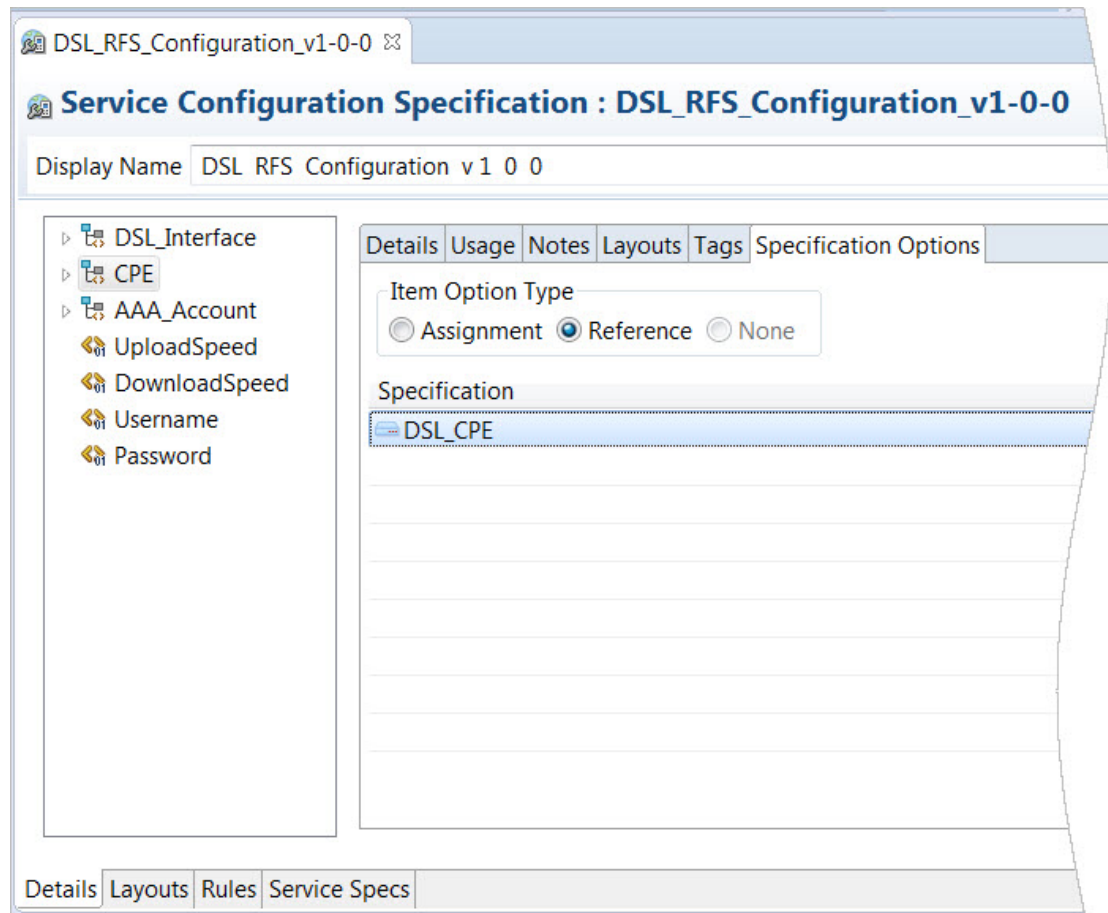 DSL_RFS_Configuration_v1-0-0
Service Configuration Specification : DSL_RFS_Configuration_v1-0-0
Display Name DSL RFS Configuration v 1 0 0
DSL_Interface
CPE
AAA_Account
UploadSpeed
DownloadSpeed
Username
Password
Details Usage Notes Layouts Tags Specification Options
Item Option Type
Assignment Reference None
Specification
DSL_CPE
Details Layouts Rules Service Specs